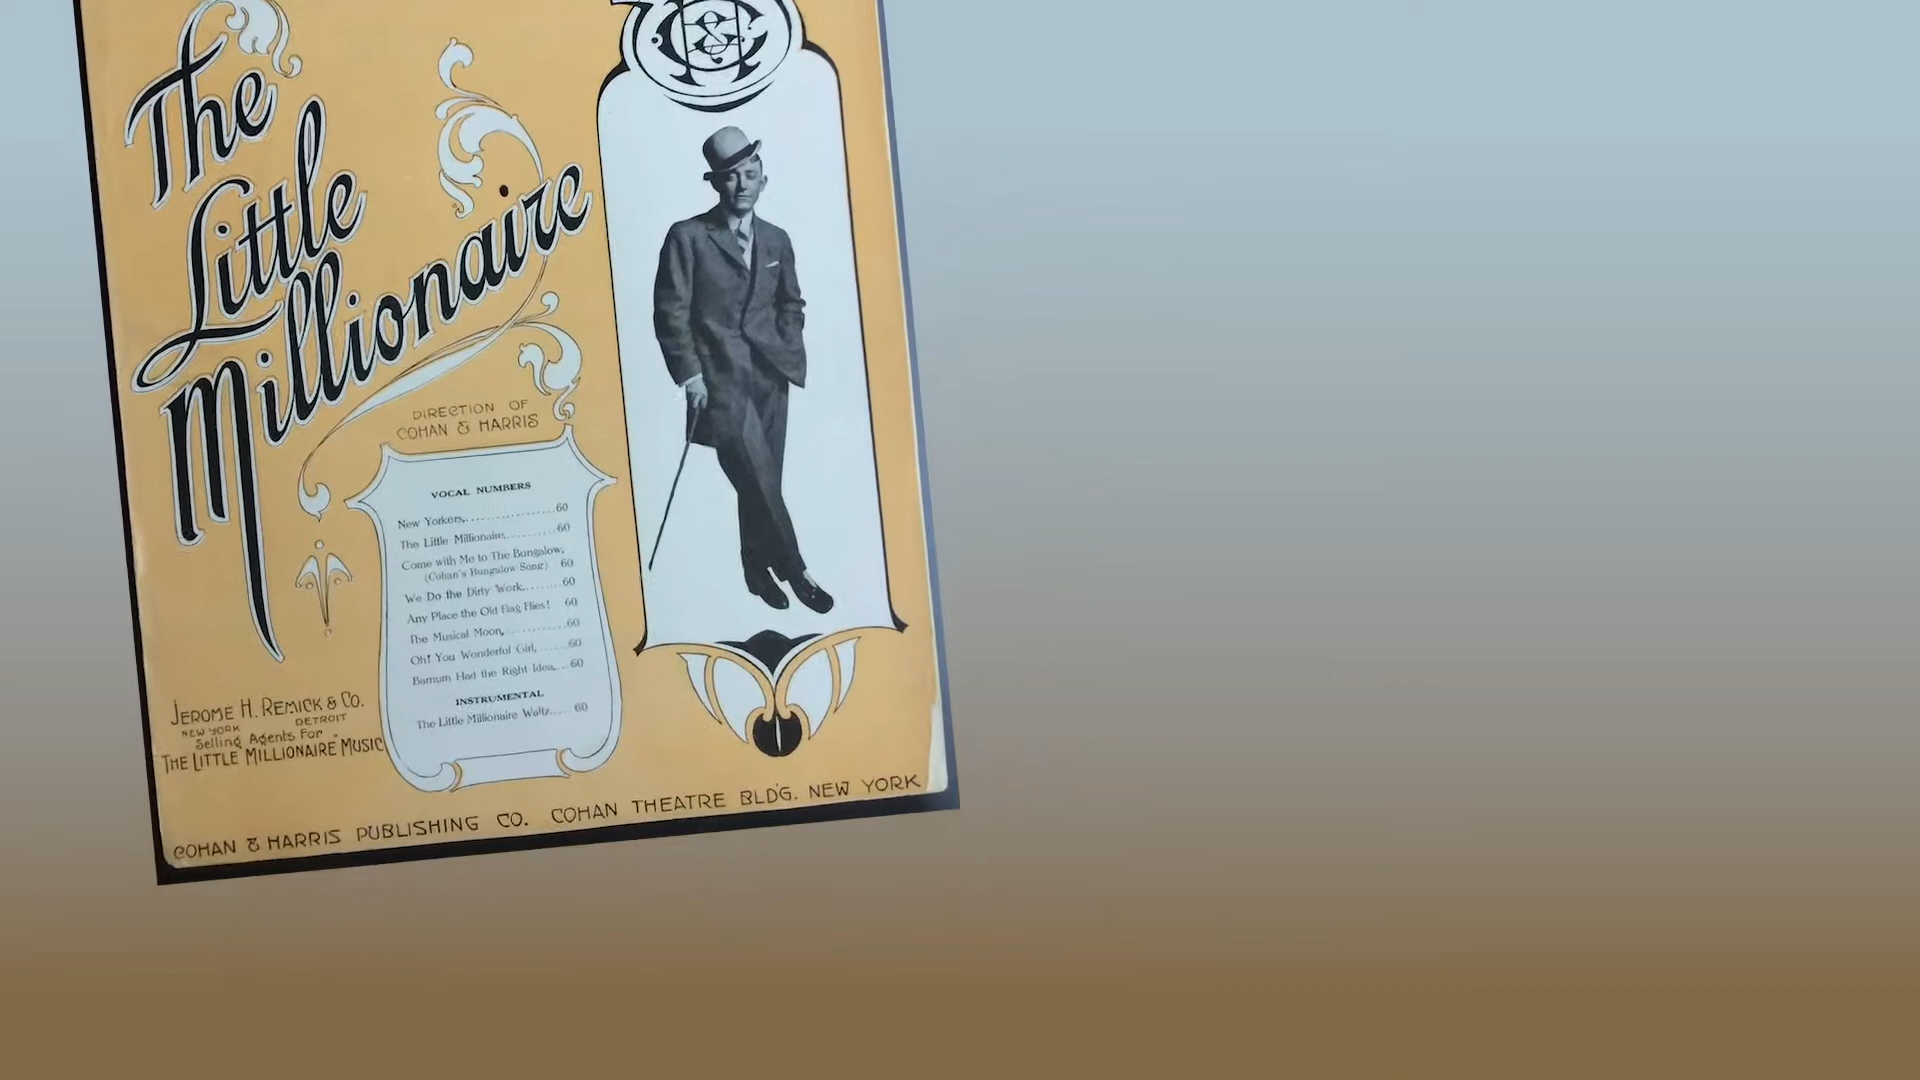 The
Little
Millionaire
DIRECTION OF
COHAN & HARRIS
VOCAL NUMBERS
New Yorkers,..................60
The Little Millionaire,..........60
Come with Me to The Bungalow,
(Cohan's Bungalow Song) 60
We Do the Dirty Work,.......60
Any Place the Old Flag Flies! 60
The Musical Moon,............60
Oh! You Wonderful Girl,......60
Barnum Had the Right Idea,...60
INSTRUMENTAL
The Little Millionaire Waltz,....60
JEROME H. REMICK & CO.
NEW YORK DETROIT
Selling Agents For
THE LITTLE MILLIONAIRE" MUSIC
COHAN & HARRIS PUBLISHING CO. COHAN THEATRE BLD'G. NEW YORK